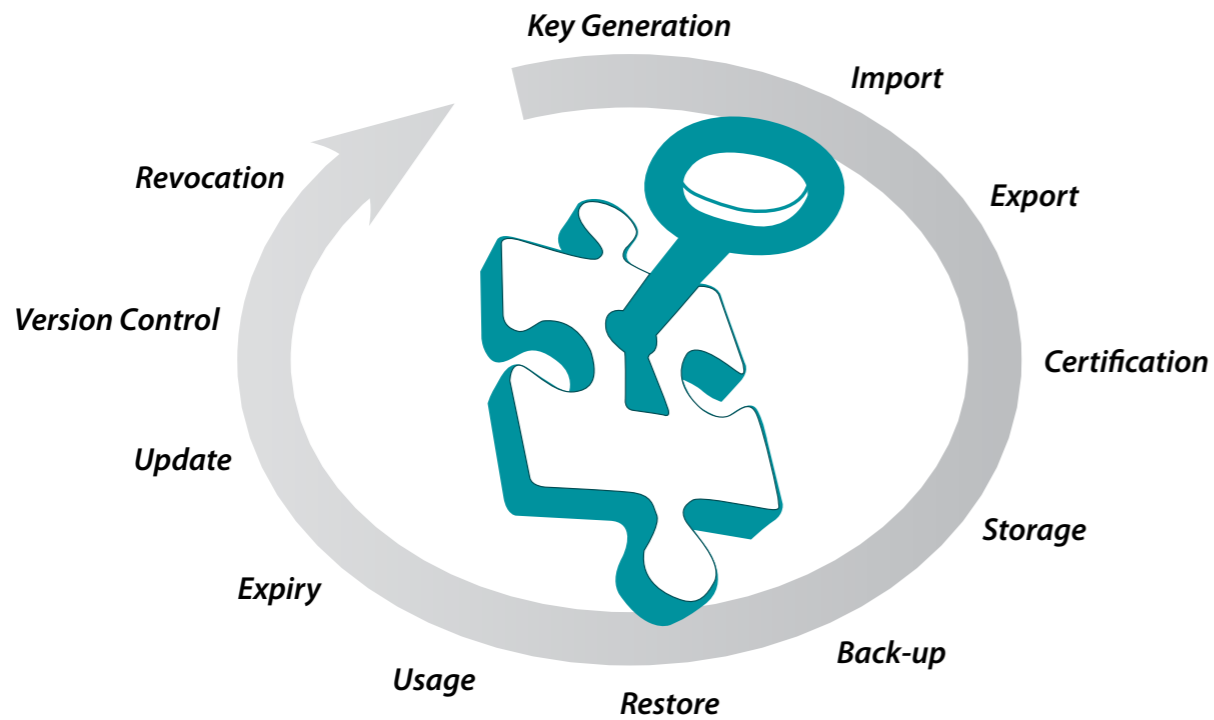 Key Generation
Import
Export
Certification
Storage
Back-up
Restore
Usage
Expiry
Update
Version Control
Revocation